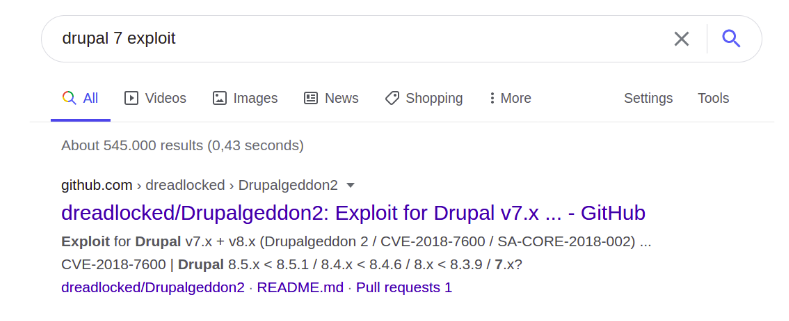 drupal 7 exploit
All Videos Images News Shopping More Settings Tools
About 545.000 results (0,43 seconds)
github.com › dreadlocked › Drupalgeddon2
dreadlocked/Drupalgeddon2: Exploit for Drupal v7.x ... - GitHub
Exploit for Drupal v7.x + v8.x (Drupalgeddon 2 / CVE-2018-7600 / SA-CORE-2018-002) ...
CVE-2018-7600 | Drupal 8.5.x < 8.5.1 / 8.4.x < 8.4.6 / 8.x < 8.3.9 / 7.x?
dreadlocked/Drupalgeddon2 · README.md · Pull requests 1